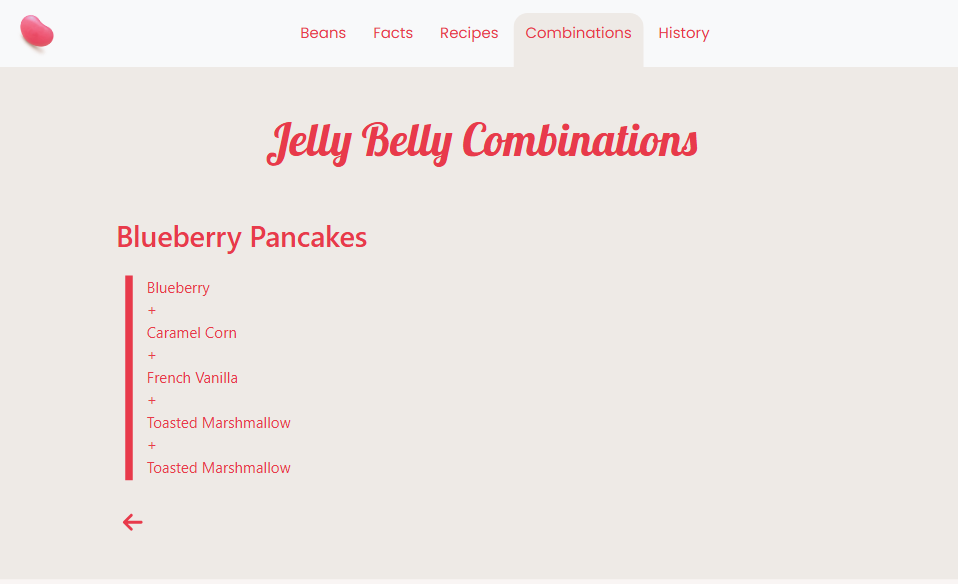 Beans Facts Recipes Combinations History
Jelly Belly Combinations
Blueberry Pancakes
Blueberry
+
Caramel Corn
+
French Vanilla
+
Toasted Marshmallow
+
Toasted Marshmallow